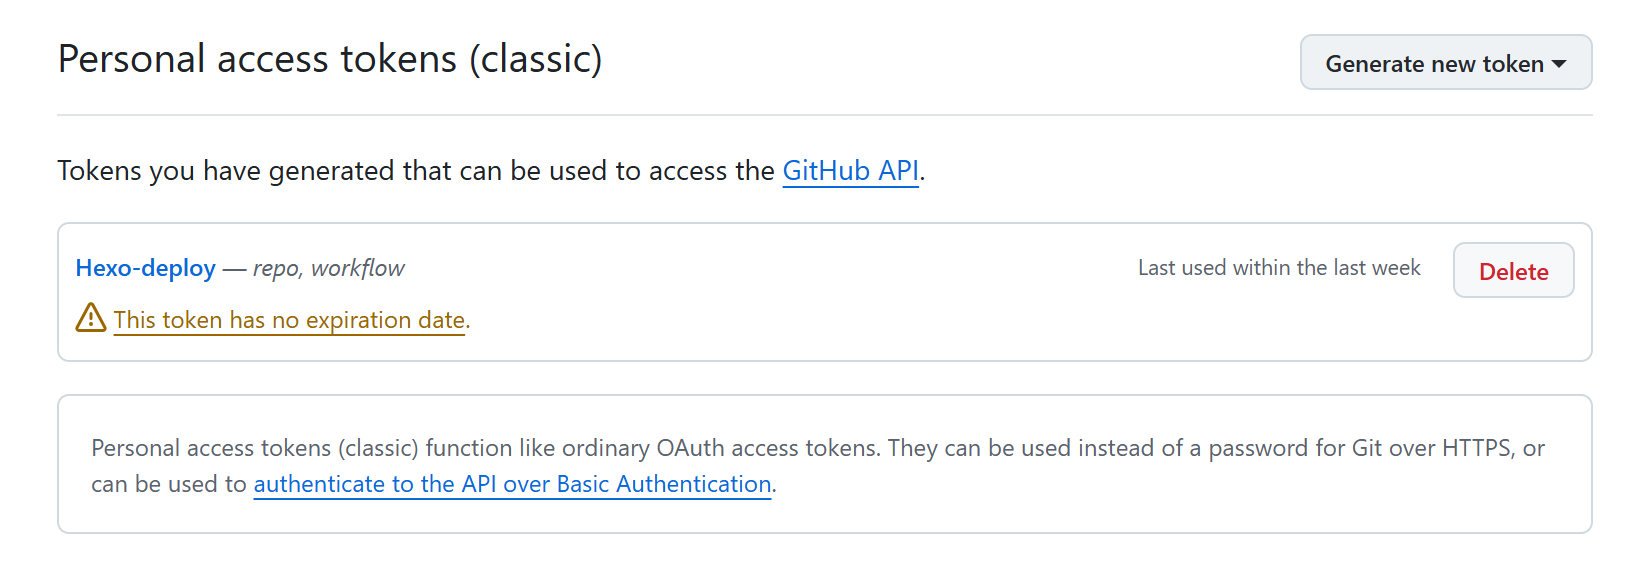 Personal access tokens (classic)
Generate new token
Tokens you have generated that can be used to access the GitHub API.
Hexo-deploy — repo, workflow
Last used within the last week
Delete
This token has no expiration date.
Personal access tokens (classic) function like ordinary OAuth access tokens. They can be used instead of a password for Git over HTTPS, or
can be used to authenticate to the API over Basic Authentication.